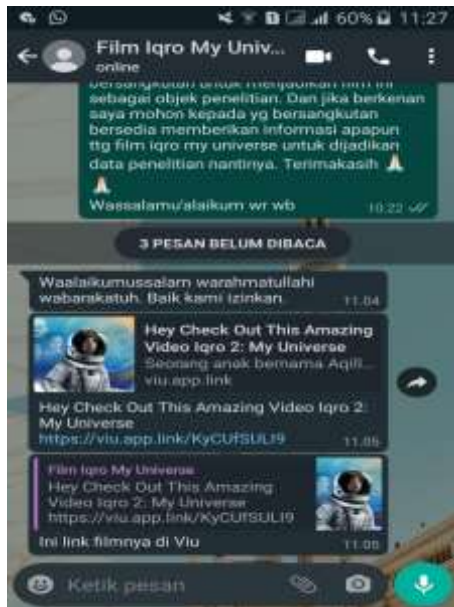 60% 11:27
Film Iqro My Univ...
online
bersangkutan untuk menjadikan film ini
sebagai objek penelitian. Dan jika berkenan
saya mohon kepada yg bersangkutan
bersedia memberikan informasi apapun
ttg film iqro my universe untuk dijadikan
data penelitian nantinya. Terimakasih 🙏
🙏
Wassalamu'alaikum wr wb
10.22
3 PESAN BELUM DIBACA
Waalaikumussalam warahmatullahi
wabarakatuh. Baik kami izinkan.
11.04
Hey Check Out This Amazing
Video Iqro 2: My Universe
Seorang anak bernama Aqill...
viu.app.link
Hey Check Out This Amazing Video Iqro 2:
My Universe
https://viu.app.link/KyCUfSULI9
11.05
Film Iqro My Universe
Hey Check Out This Amazing
Video Iqro 2: My Universe
https://viu.app.link/KyCUfSULI9
Ini link filmnya di Viu
11.05
Ketik pesan